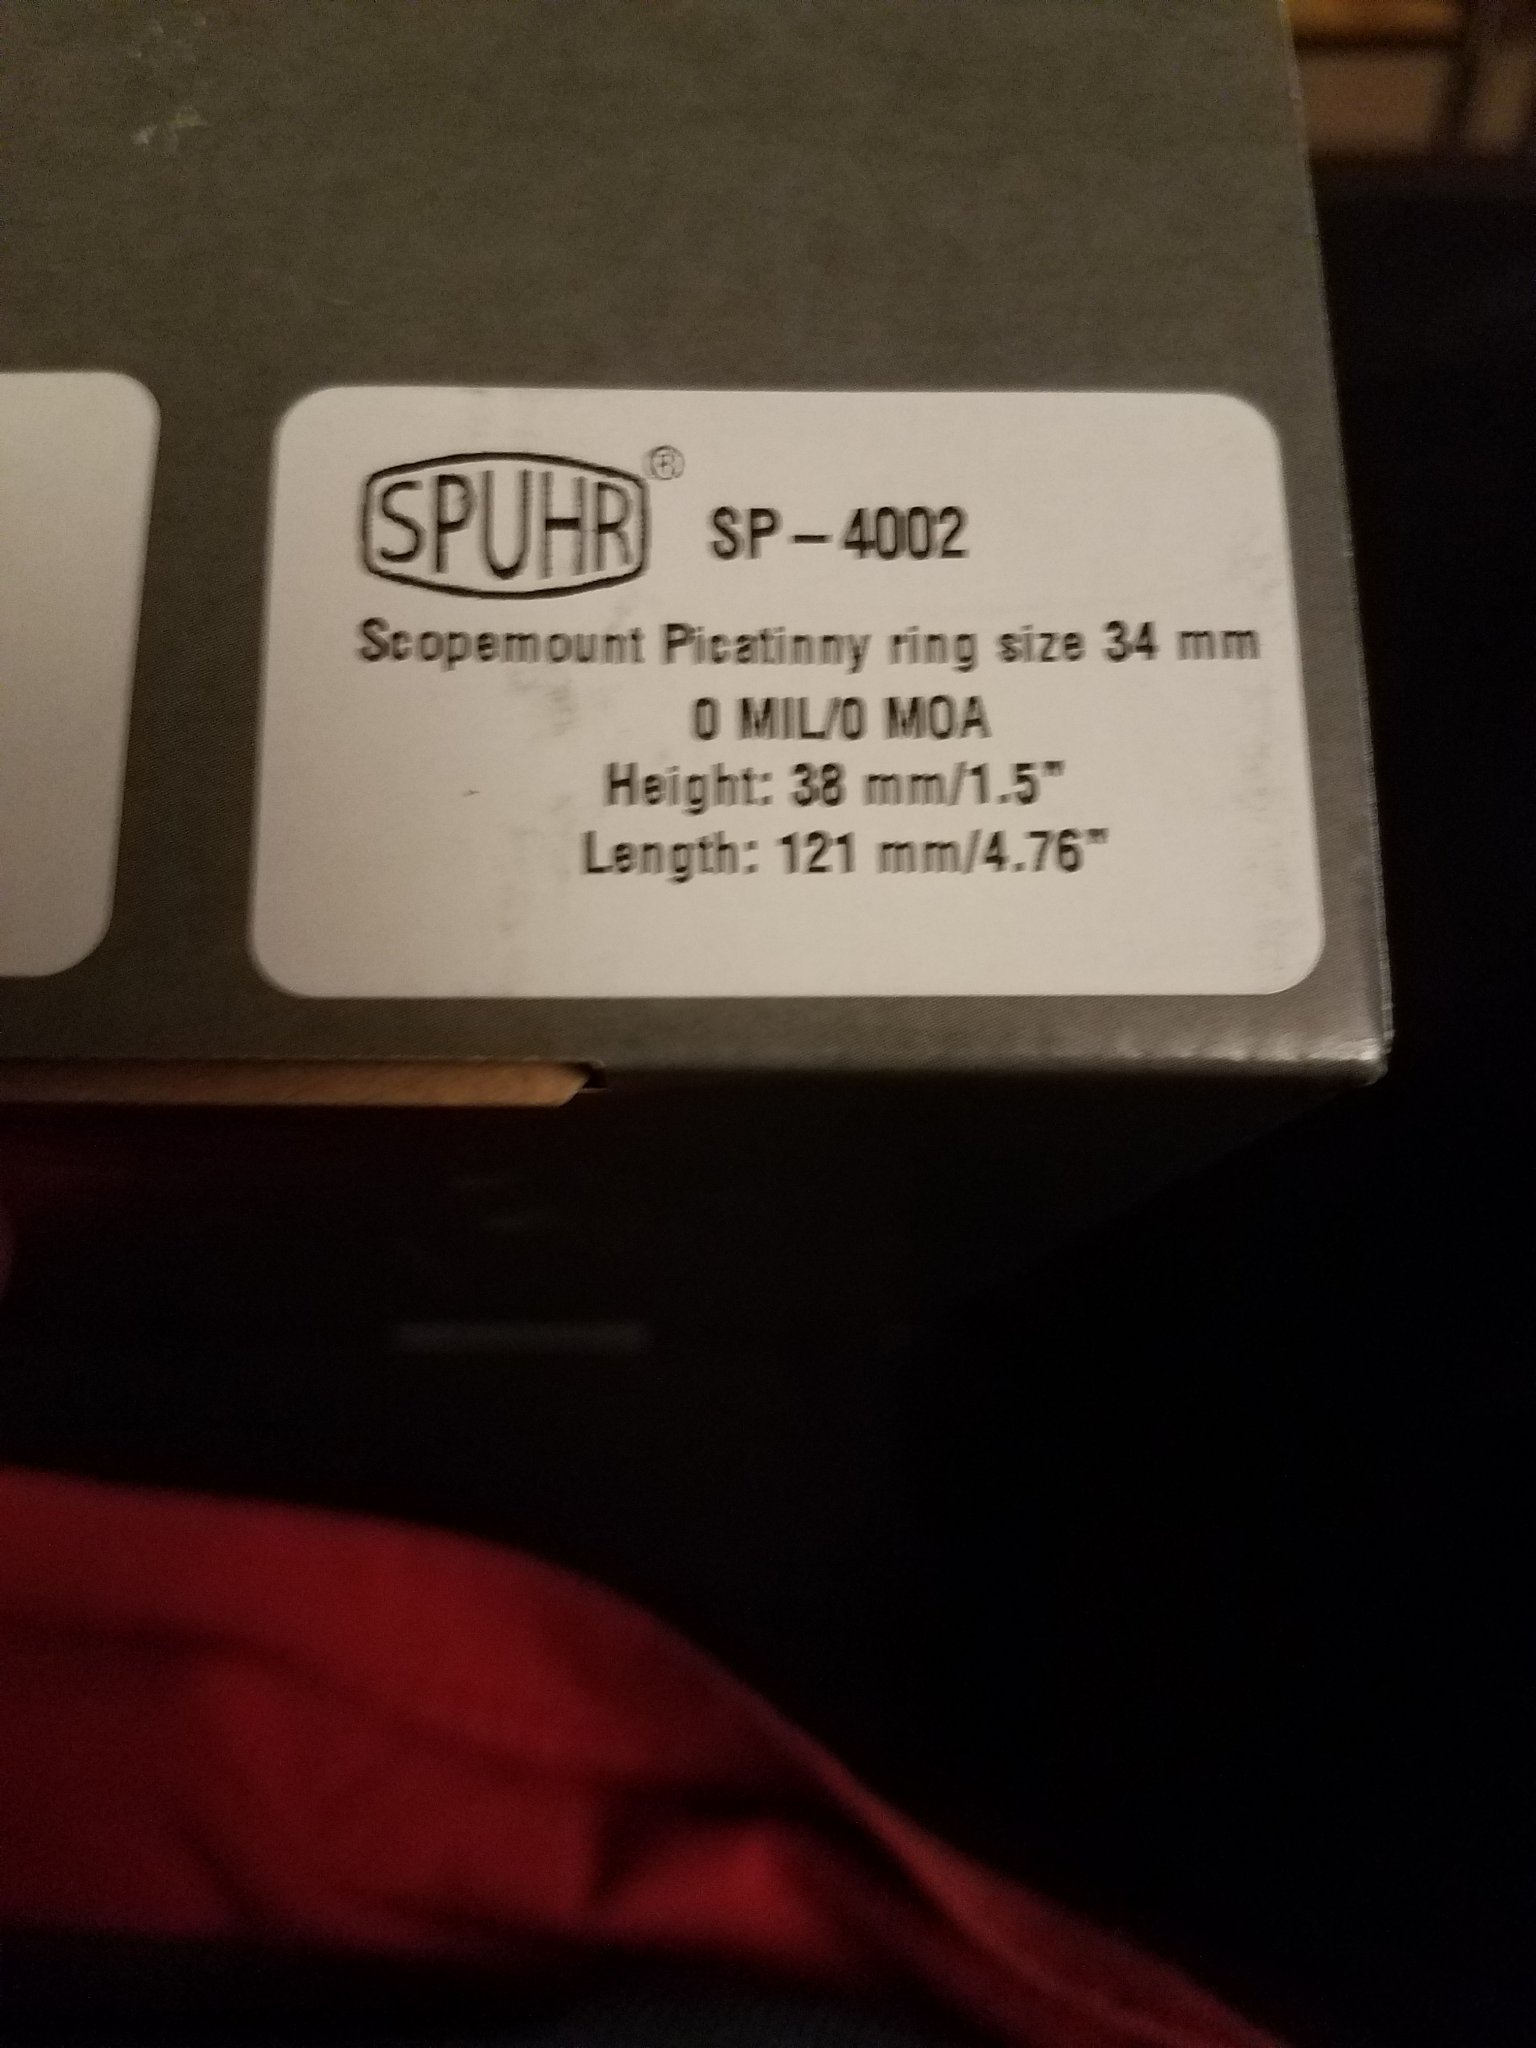 SPUHR® SP-4002
Scopemount Picatinny ring size 34 mm
0 MIL/0 MOA
Height: 38 mm/1.5"
Length: 121 mm/4.76"